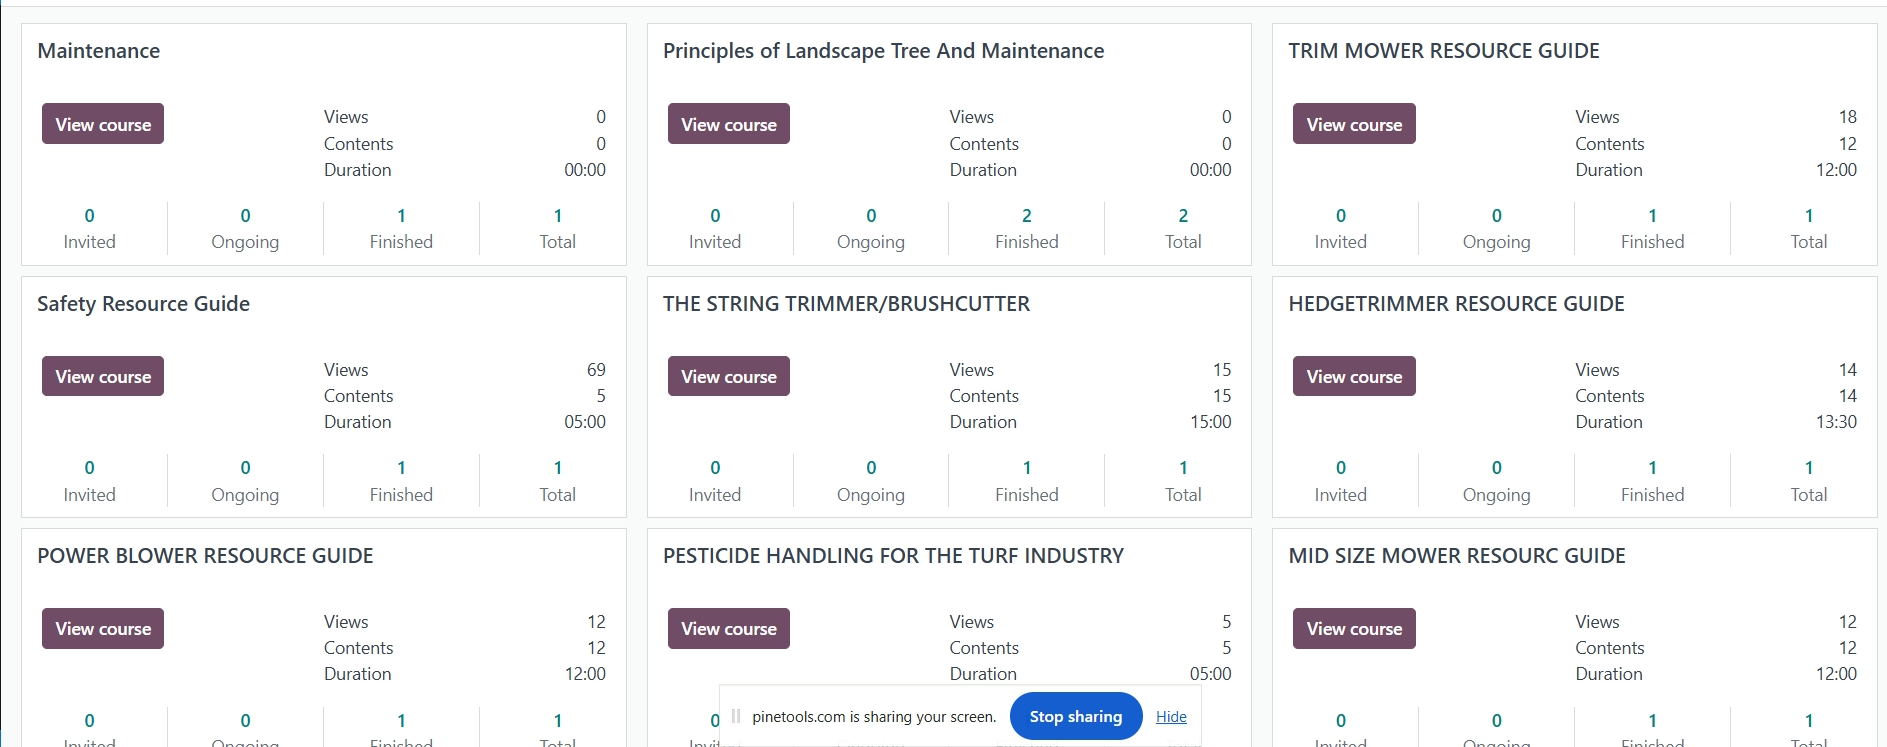 Maintenance
View course
Views 0
Contents 0
Duration 00:00
0 0 1 1
Invited Ongoing Finished Total
Principles of Landscape Tree And Maintenance
View course
Views 0
Contents 0
Duration 00:00
0 0 2 2
Invited Ongoing Finished Total
TRIM MOWER RESOURCE GUIDE
View course
Views 18
Contents 12
Duration 12:00
0 0 1 1
Invited Ongoing Finished Total
Safety Resource Guide
View course
Views 69
Contents 5
Duration 05:00
0 0 1 1
Invited Ongoing Finished Total
THE STRING TRIMMER/BRUSHCUTTER
View course
Views 15
Contents 15
Duration 15:00
0 0 1 1
Invited Ongoing Finished Total
HEDGETRIMMER RESOURCE GUIDE
View course
Views 14
Contents 14
Duration 13:30
0 0 1 1
Invited Ongoing Finished Total
POWER BLOWER RESOURCE GUIDE
View course
Views 12
Contents 12
Duration 12:00
0 0 1 1
Invited Ongoing Finished Total
PESTICIDE HANDLING FOR THE TURF INDUSTRY
View course
Views 5
Contents 5
Duration 05:00
0
MID SIZE MOWER RESOURC GUIDE
View course
Views 12
Contents 12
Duration 12:00
0 0 1 1
Invited Ongoing Finished Total
pinetools.com is sharing your screen. Stop sharing Hide